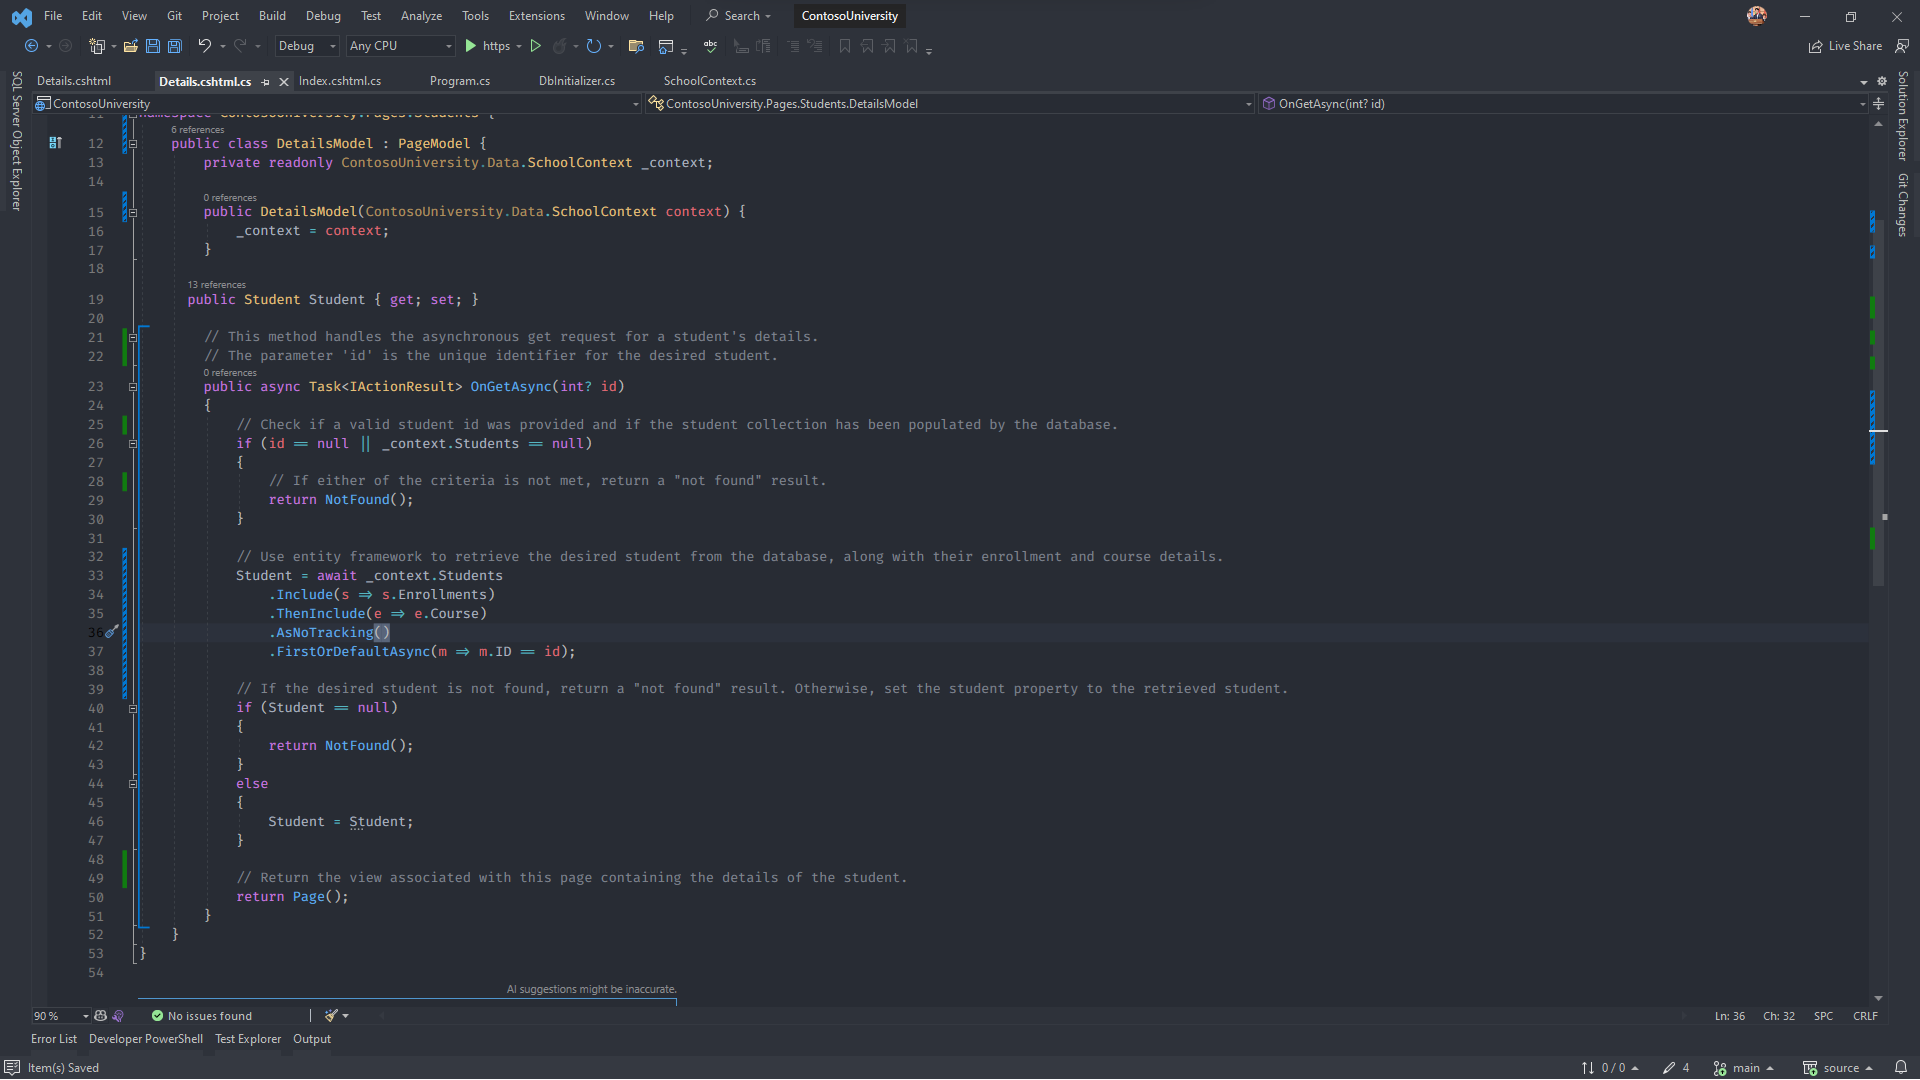 File Edit View Git Project Build Debug Test Analyze Tools Extensions Window Help Search ContosoUniversity
Debug Any CPU https Live Share
Details.cshtml Details.cshtml.cs Index.cshtml.cs Program.cs DbInitializer.cs SchoolContext.cs
ContosoUniversity ContosoUniversity.Pages.Students.DetailsModel OnGetAsync(int? id)
SQL Server Object Explorer
Solution Explorer
Git Changes
11 namespace ContosoUniversity.Pages.Students {
6 references
12 public class DetailsModel : PageModel {
13 private readonly ContosoUniversity.Data.SchoolContext _context;
14
0 references
15 public DetailsModel(ContosoUniversity.Data.SchoolContext context) {
16 _context = context;
17 }
18
13 references
19 public Student Student { get; set; }
20
21 // This method handles the asynchronous get request for a student's details.
22 // The parameter 'id' is the unique identifier for the desired student.
0 references
23 public async Task<IActionResult> OnGetAsync(int? id)
24 {
25 // Check if a valid student id was provided and if the student collection has been populated by the database.
26 if (id == null || _context.Students == null)
27 {
28 // If either of the criteria is not met, return a "not found" result.
29 return NotFound();
30 }
31
32 // Use entity framework to retrieve the desired student from the database, along with their enrollment and course details.
33 Student = await _context.Students
34 .Include(s => s.Enrollments)
35 .ThenInclude(e => e.Course)
36 .AsNoTracking()
37 .FirstOrDefaultAsync(m => m.ID == id);
38
39 // If the desired student is not found, return a "not found" result. Otherwise, set the student property to the retrieved student.
40 if (Student == null)
41 {
42 return NotFound();
43 }
44 else
45 {
46 Student = Student;
47 }
48
49 // Return the view associated with this page containing the details of the student.
50 return Page();
51 }
52 }
53 }
54
AI suggestions might be inaccurate.
90 % No issues found Ln: 36 Ch: 32 SPC CRLF
Error List Developer PowerShell Test Explorer Output
Item(s) Saved 0 / 0 4 main source